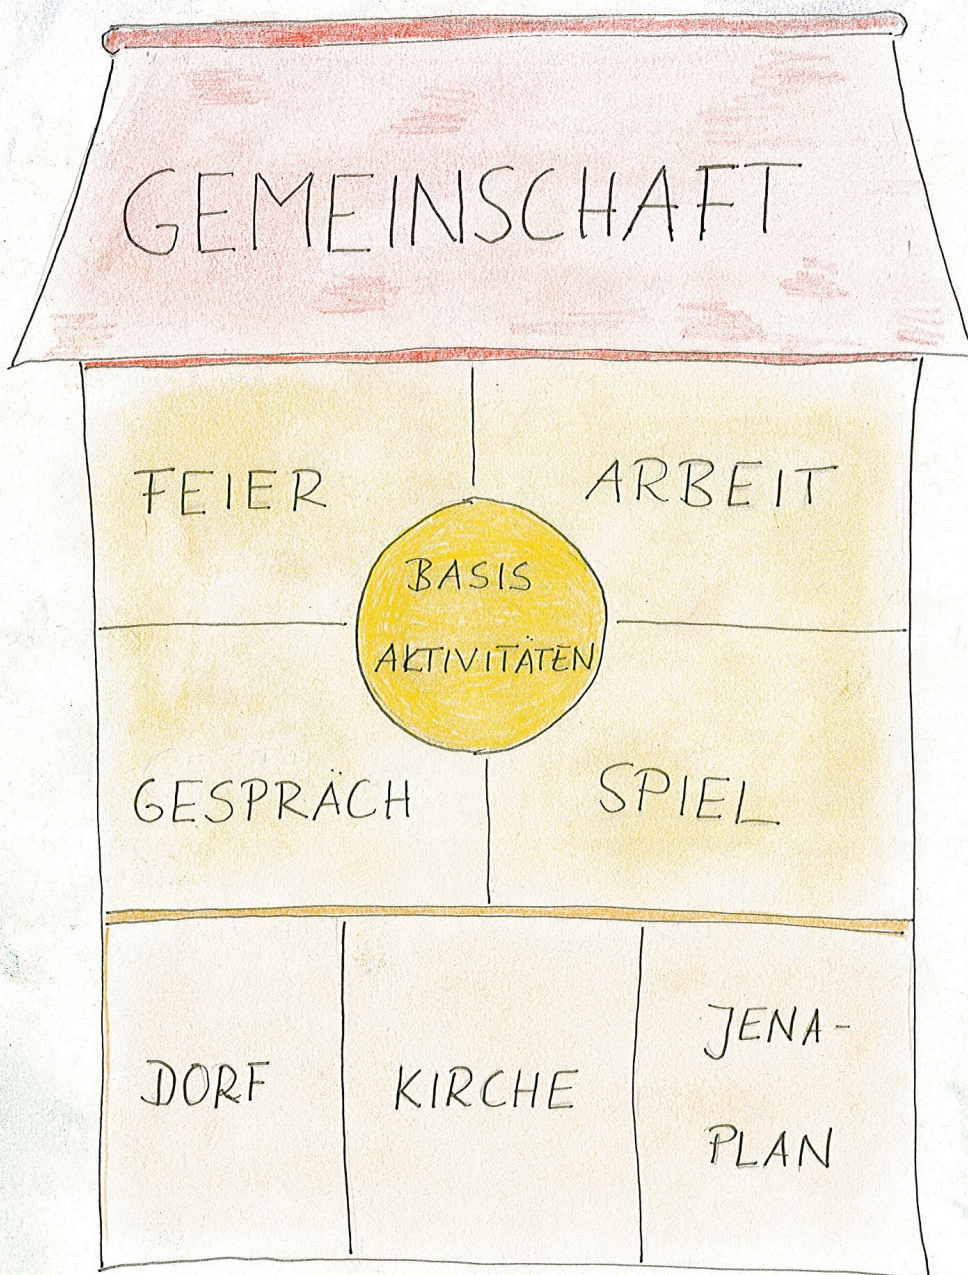 GEMEINSCHAFT
FEIER
ARBEIT
BASIS
AKTIVITÄTEN
GESPRÄCH
SPIEL
DORF
KIRCHE
JENA-
PLAN